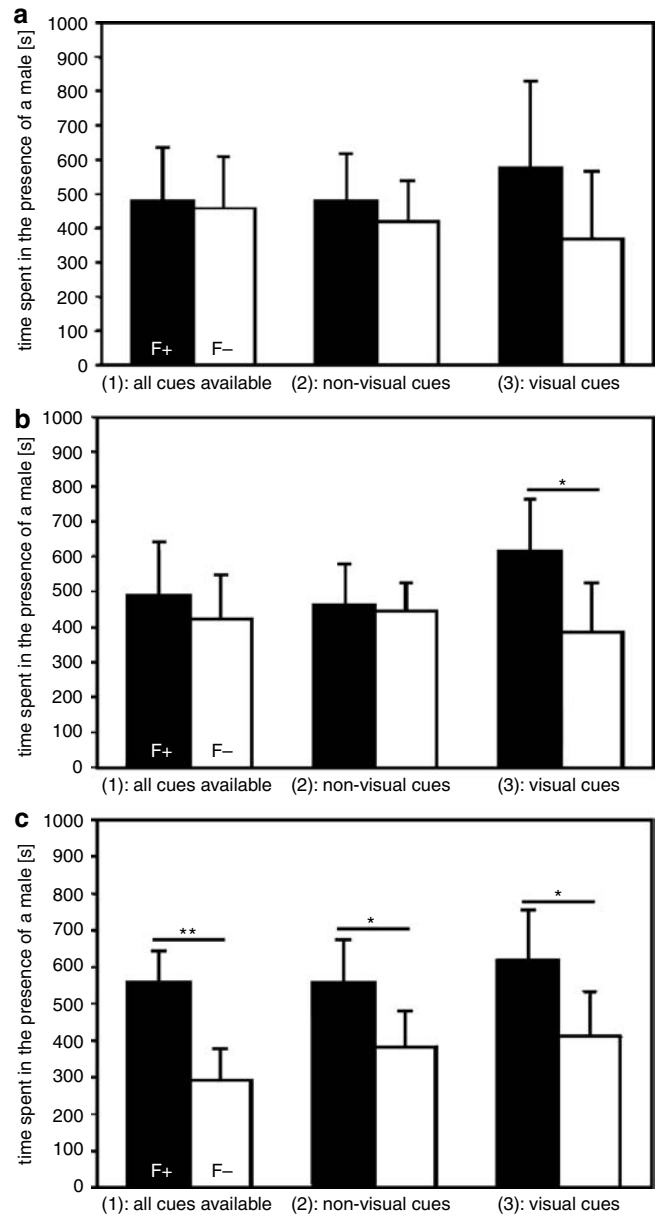 a
time spent in the presence of a male [s]
1000
900
800
700
600
500
400
300
200
100
0
F+ F–
(1): all cues available (2): non-visual cues (3): visual cues
b
time spent in the presence of a male [s]
1000
900
800
700
600
500
400
300
200
100
0
*
F+ F–
(1): all cues available (2): non-visual cues (3): visual cues
c
time spent in the presence of a male [s]
1000
900
800
700
600
500
400
300
200
100
0
** * *
F+ F–
(1): all cues available (2): non-visual cues (3): visual cues